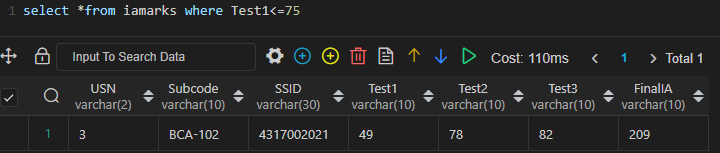 1 select *from iamarks where Test1<=75
Input To Search Data Cost: 110ms 1 Total 1
USN Subcode SSID Test1 Test2 Test3 FinalIA
varchar(2) varchar(10) varchar(30) varchar(10) varchar(10) varchar(10) varchar(10)
1 3 BCA-102 4317002021 49 78 82 209